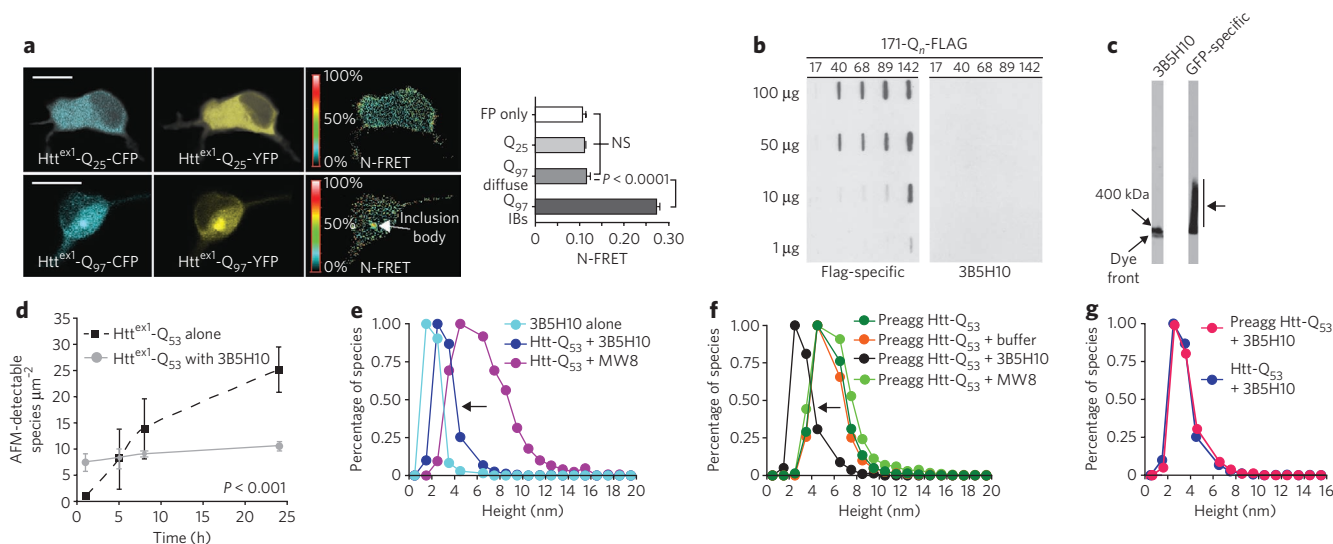 a
100%
50%
0%
Htt^ex1-Q25-CFP
Htt^ex1-Q25-YFP
N-FRET
100%
50%
0%
Inclusion
body
Htt^ex1-Q97-CFP
Htt^ex1-Q97-YFP
N-FRET
FP only
Q25
Q97
diffuse
Q97
IBs
NS
P < 0.0001
0 0.10 0.20 0.30
N-FRET
b
171-Qn-FLAG
17 40 68 89 142 17 40 68 89 142
100 µg
50 µg
10 µg
1 µg
Flag-specific 3B5H10
c
3B5H10
GFP-specific
400 kDa
Dye
front
d
AFM-detectable
species µm⁻²
35
30
25
20
15
10
5
0
Htt^ex1-Q53 alone
Htt^ex1-Q53 with 3B5H10
P < 0.001
0 5 10 15 20 25
Time (h)
e
Percentage of species
1.00
0.75
0.50
0.25
0
3B5H10 alone
Htt-Q53 + 3B5H10
Htt-Q53 + MW8
0 2 4 6 8 10 12 14 16 18 20
Height (nm)
f
Percentage of species
1.00
0.75
0.50
0.25
0
Preagg Htt-Q53
Preagg Htt-Q53 + buffer
Preagg Htt-Q53 + 3B5H10
Preagg Htt-Q53 + MW8
0 2 4 6 8 10 12 14 16 18 20
Height (nm)
g
Percentage of species
1.00
0.75
0.50
0.25
0
Preagg Htt-Q53
+ 3B5H10
Htt-Q53
+ 3B5H10
0 2 4 6 8 10 12 14 16
Height (nm)